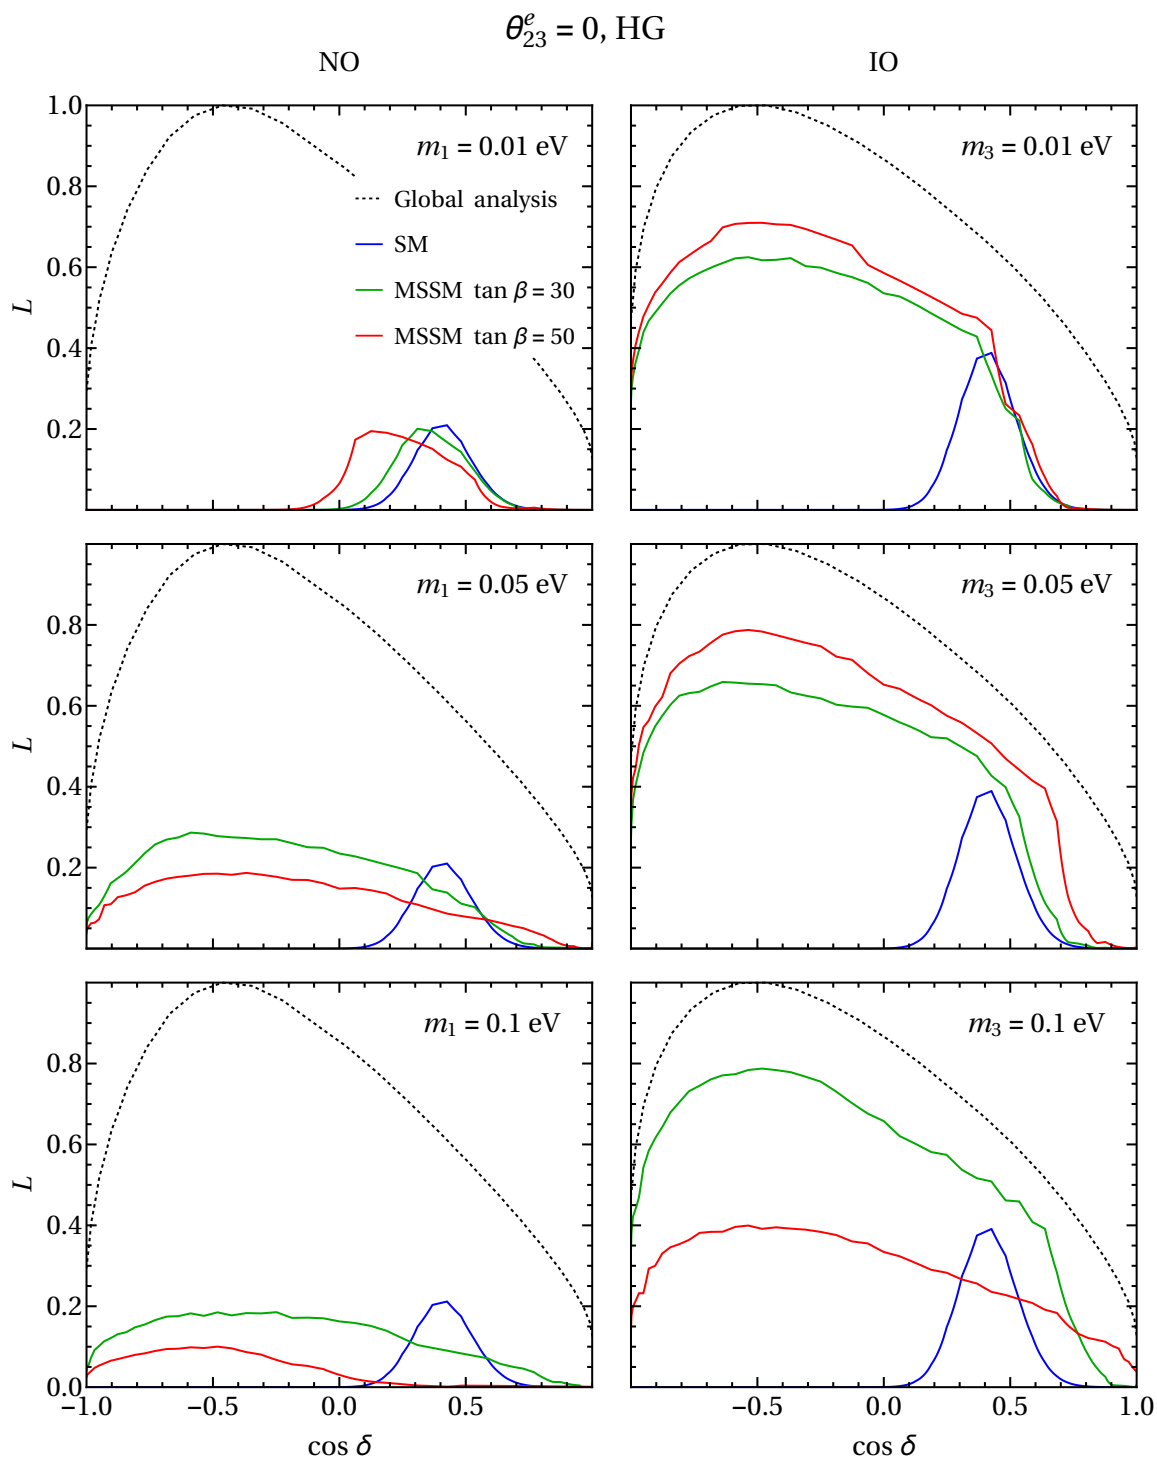 θᵉ₂₃ = 0, HG
NO
IO
1.0
0.8
0.6
0.4
0.2
L
m₁ = 0.01 eV
Global analysis
SM
MSSM tan β = 30
MSSM tan β = 50
m₃ = 0.01 eV
0.8
0.6
0.4
0.2
L
m₁ = 0.05 eV
m₃ = 0.05 eV
0.8
0.6
0.4
0.2
0.0
L
m₁ = 0.1 eV
m₃ = 0.1 eV
−1.0 −0.5 0.0 0.5
−0.5 0.0 0.5 1.0
cos δ
cos δ